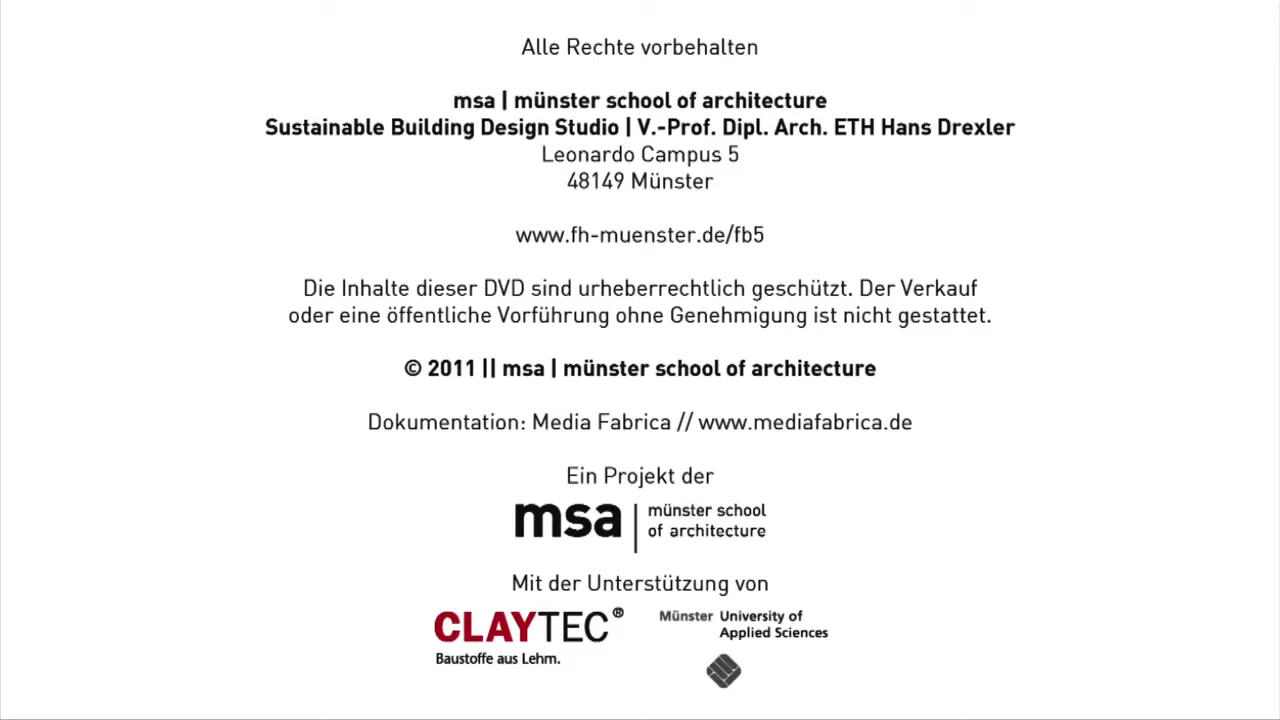 Alle Rechte vorbehalten
msa | münster school of architecture
Sustainable Building Design Studio | V.-Prof. Dipl. Arch. ETH Hans Drexler
Leonardo Campus 5
48149 Münster
www.fh-muenster.de/fb5
Die Inhalte dieser DVD sind urheberrechtlich geschützt. Der Verkauf
oder eine öffentliche Vorführung ohne Genehmigung ist nicht gestattet.
© 2011 || msa | münster school of architecture
Dokumentation: Media Fabrica // www.mediafabrica.de
Ein Projekt der
msa | münster school
of architecture
Mit der Unterstützung von
CLAYTEC®
Baustoffe aus Lehm.
Münster University of
Applied Sciences